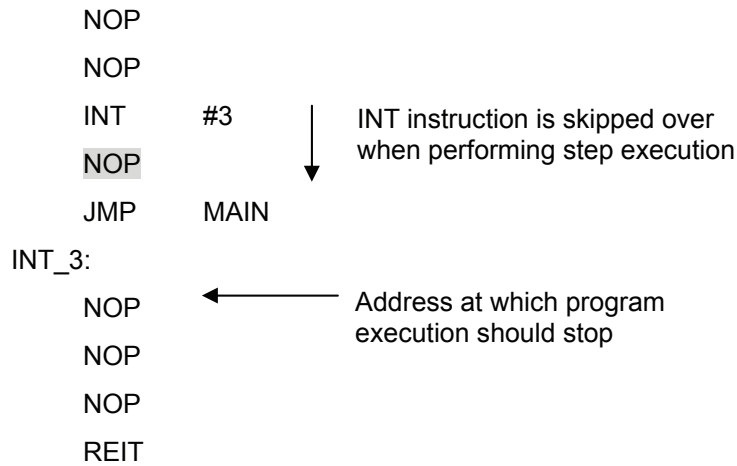 NOP
NOP
INT #3
INT instruction is skipped over
when performing step execution
NOP
JMP MAIN
INT_3:
NOP
Address at which program
execution should stop
NOP
NOP
REIT